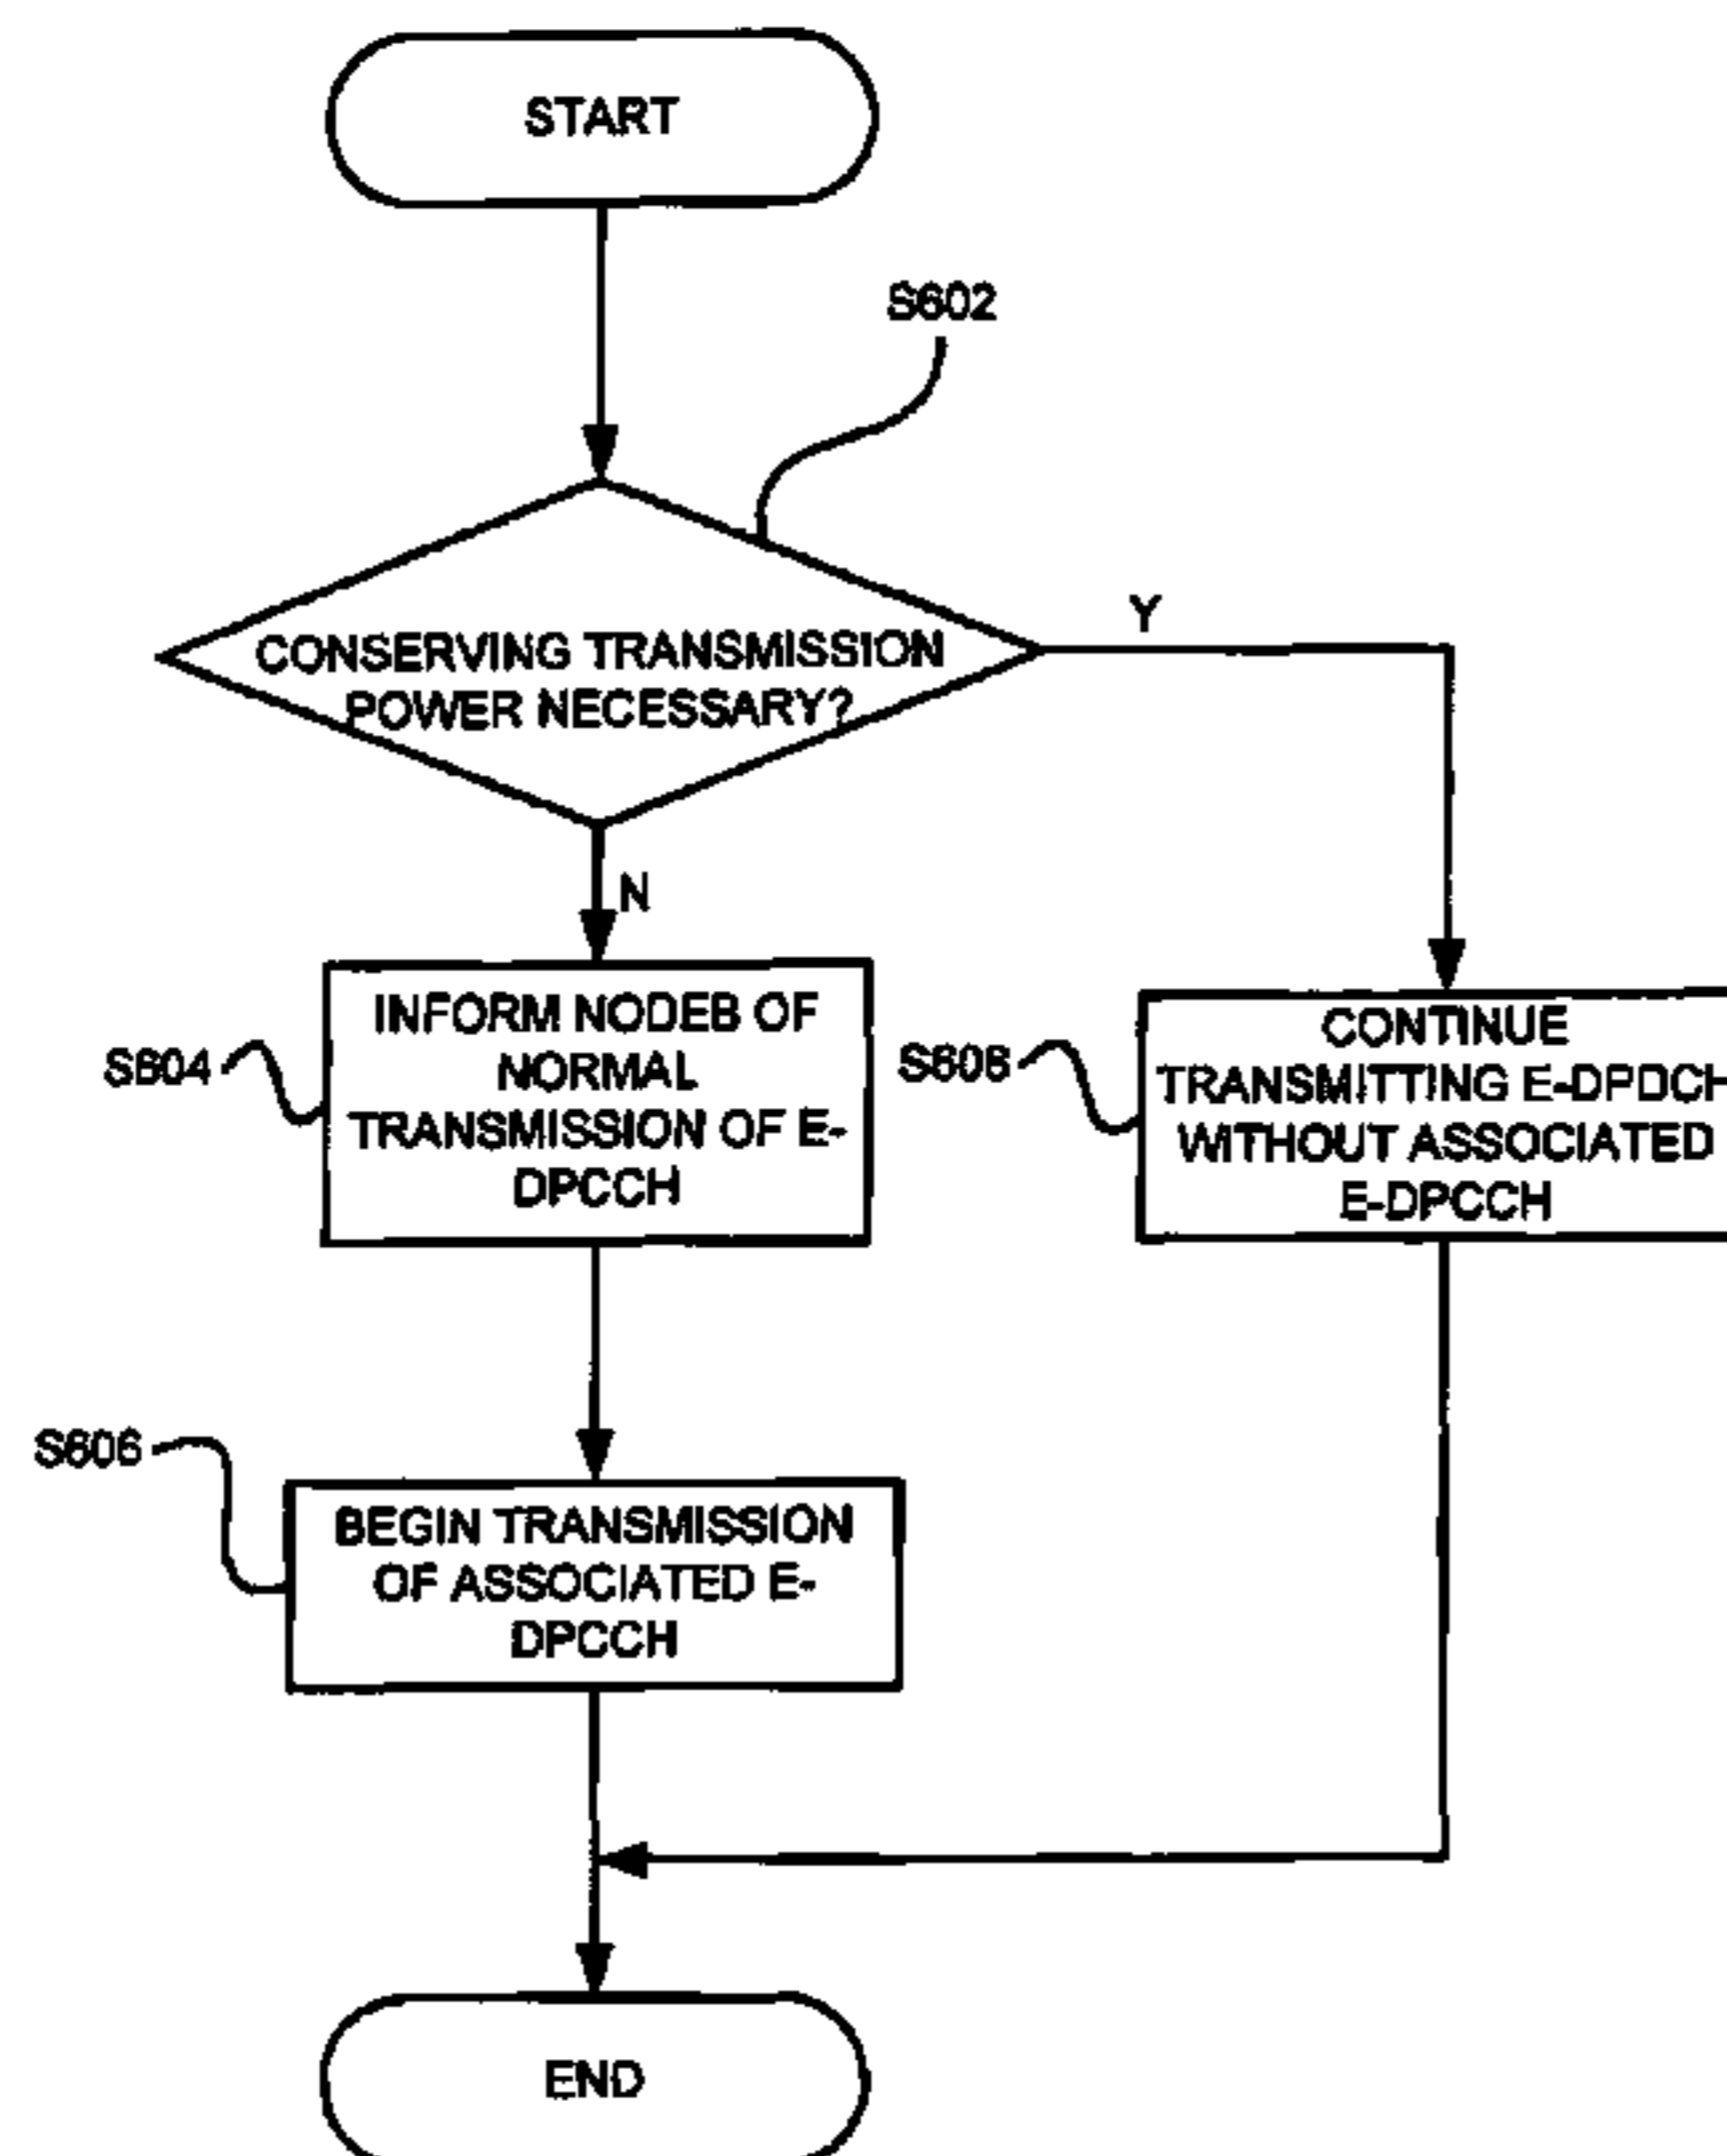 START
S602
CONSERVING TRANSMISSION
POWER NECESSARY?
Y
N
INFORM NODEB OF
NORMAL
TRANSMISSION OF E-
DPCCH
S604
CONTINUE
TRANSMITTING E-DPDCH
WITHOUT ASSOCIATED
E-DPCCH
S608
BEGIN TRANSMISSION
OF ASSOCIATED E-
DPCCH
S606
END